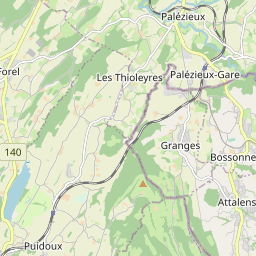 Palézieux
Forel
Les Thioleyres
Palézieux-Gare
Granges
140
Bossonne
Attalens
Puidoux